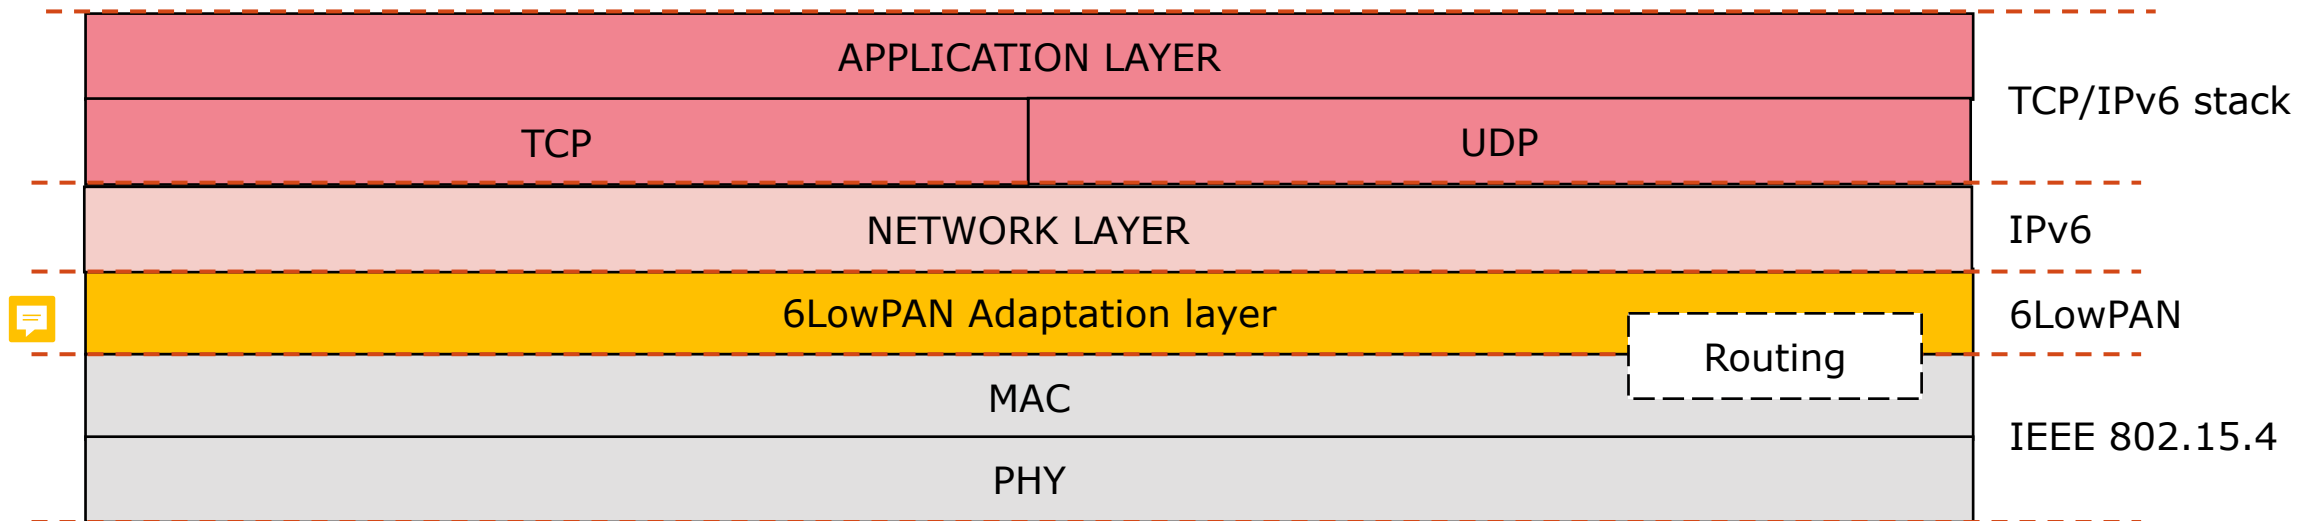 APPLICATION LAYER
TCP/IPv6 stack
TCP
UDP
NETWORK LAYER
IPv6
6LowPAN Adaptation layer
6LowPAN
Routing
MAC
IEEE 802.15.4
PHY